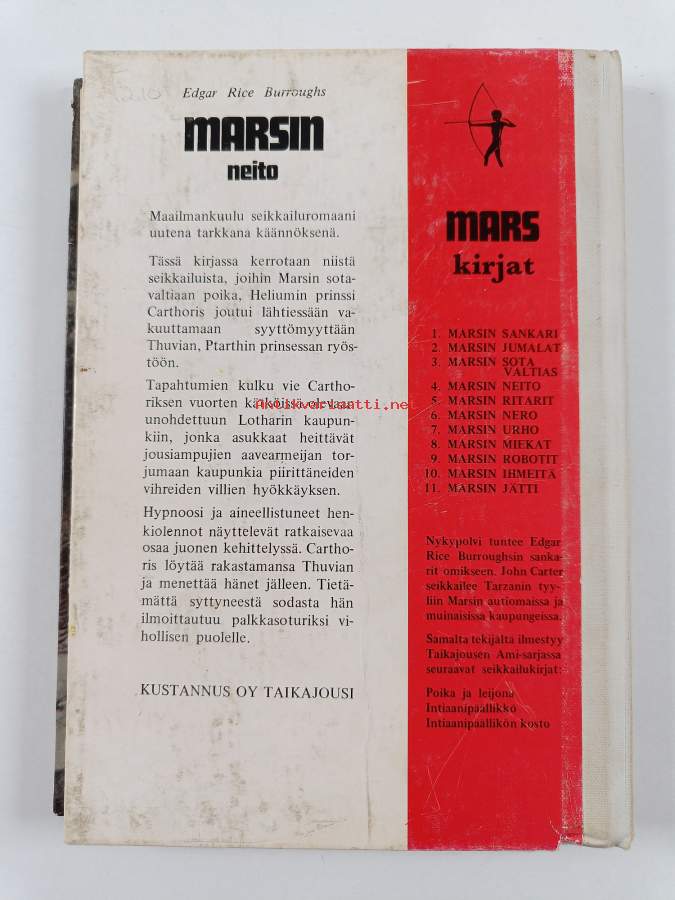 Edgar Rice Burroughs
MARSIN
neito
Maailmankuulu seikkailuromaani
uutena tarkkana käännöksenä.
Tässä kirjassa kerrotaan niistä
seikkailuista, joihin Marsin sota-
valtiaan poika, Heliumin prinssi
Carthoris joutui lähtiessään va-
kuuttamaan syyttömyyttään
Thuvian, Ptarthin prinsessan ryös-
töön.
Tapahtumien kulku vie Cartho-
riksen vuorten kätköissä olevaan
unohdettuun Lotharin kaupun-
kiin, jonka asukkaat heittävät
jousiampujien aavearmeijan tor-
jumaan kaupunkia piirittäneiden
vihreiden villien hyökkäyksen.
Hypnoosi ja aineellistuneet hen-
kiolennot näyttelevät ratkaisevaa
osaa juonen kehittelyssä. Cartho-
ris löytää rakastamansa Thuvian
ja menettää hänet jälleen. Tietä-
mättä syttyneestä sodasta hän
ilmoittautuu palkkasoturiksi vi-
hollisen puolelle.
KUSTANNUS OY TAIKAJOUSI
MARS
kirjat
1. MARSIN SANKARI
2. MARSIN JUMALAT
3. MARSIN SOTA
VALTIAS
4. MARSIN NEITO
5. MARSIN RITARIT
6. MARSIN NERO
7. MARSIN URHO
8. MARSIN MIEKAT
9. MARSIN ROBOTIT
10. MARSIN IHMEITÄ
11. MARSIN JÄTTI
Nykypolvi tuntee Edgar
Rice Burroughsin sanka-
rit omikseen. John Carter
seikkailee Tarzanin tyy-
liin Marsin autiomaissa ja
muinaisissa kaupungeissa.
Samalta tekijältä ilmestyy
Taikajousen Ami-sarjassa
seuraavat seikkailukirjat:
Poika ja leijona
Intiaanipäällikkö
Intiaanipäällikön kosto
Antikvariaatti.net